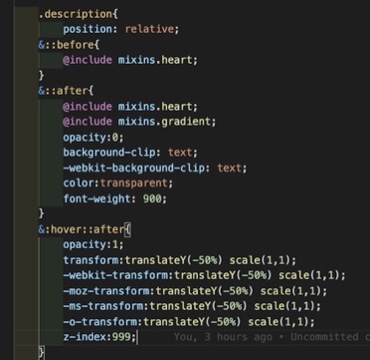 .description{
position: relative;
&::before{
@include mixins.heart;
}
&::after{
@include mixins.heart;
@include mixins.gradient;
opacity:0;
background-clip: text;
-webkit-background-clip: text;
color:transparent;
font-weight: 900;
}
&:hover::after{
opacity:1;
transform:translateY(-50%) scale(1,1);
-webkit-transform:translateY(-50%) scale(1,1);
-moz-transform:translateY(-50%) scale(1,1);
-ms-transform:translateY(-50%) scale(1,1);
-o-transform:translateY(-50%) scale(1,1);
z-index:999; You, 3 hours ago • Uncommitted c
}